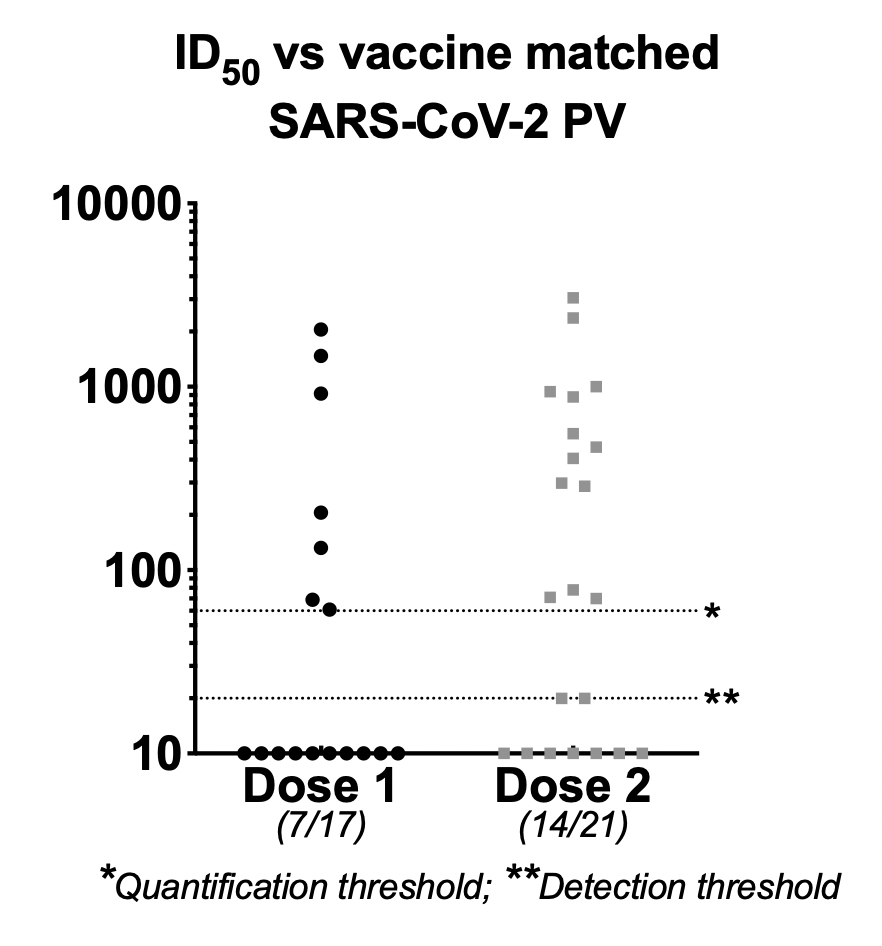 ID50 vs vaccine matched
SARS-CoV-2 PV
10000
1000
100
*
**
10
Dose 1 Dose 2
(7/17) (14/21)
*Quantification threshold; **Detection threshold